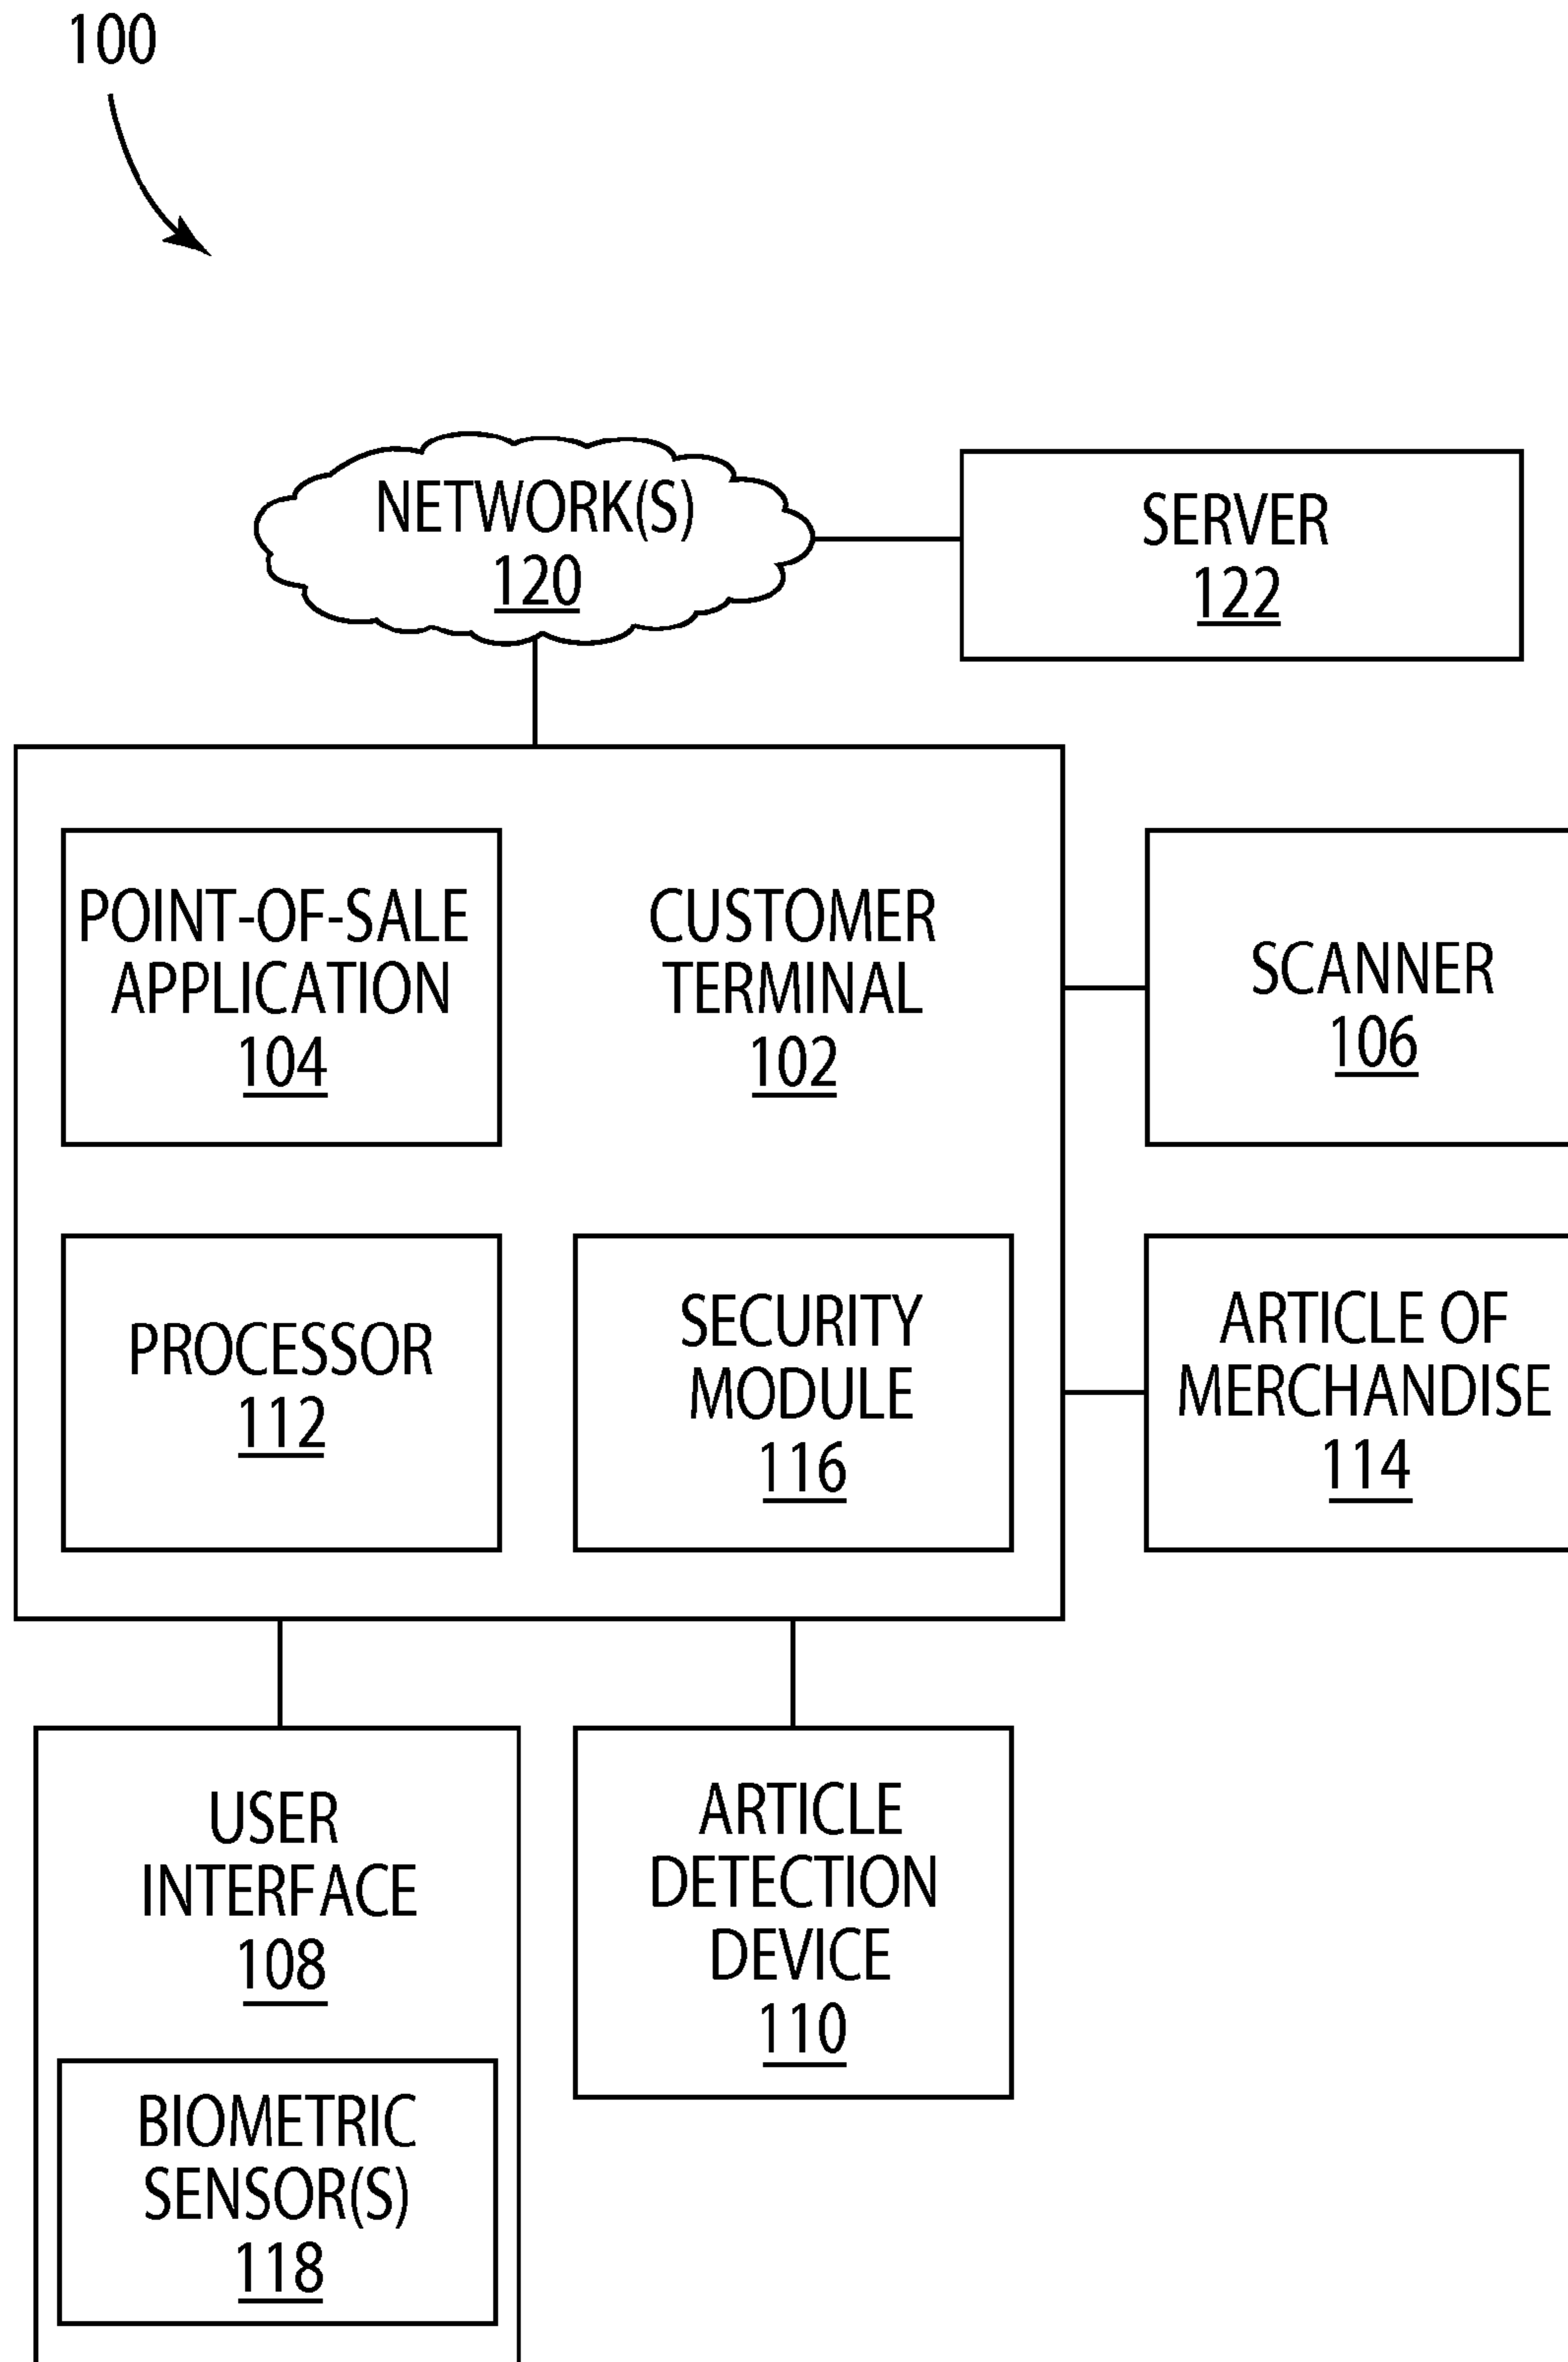 100
NETWORK(S)
120
SERVER
122
POINT-OF-SALE
APPLICATION
104
CUSTOMER
TERMINAL
102
SCANNER
106
PROCESSOR
112
SECURITY
MODULE
116
ARTICLE OF
MERCHANDISE
114
USER
INTERFACE
108
ARTICLE
DETECTION
DEVICE
110
BIOMETRIC
SENSOR(S)
118